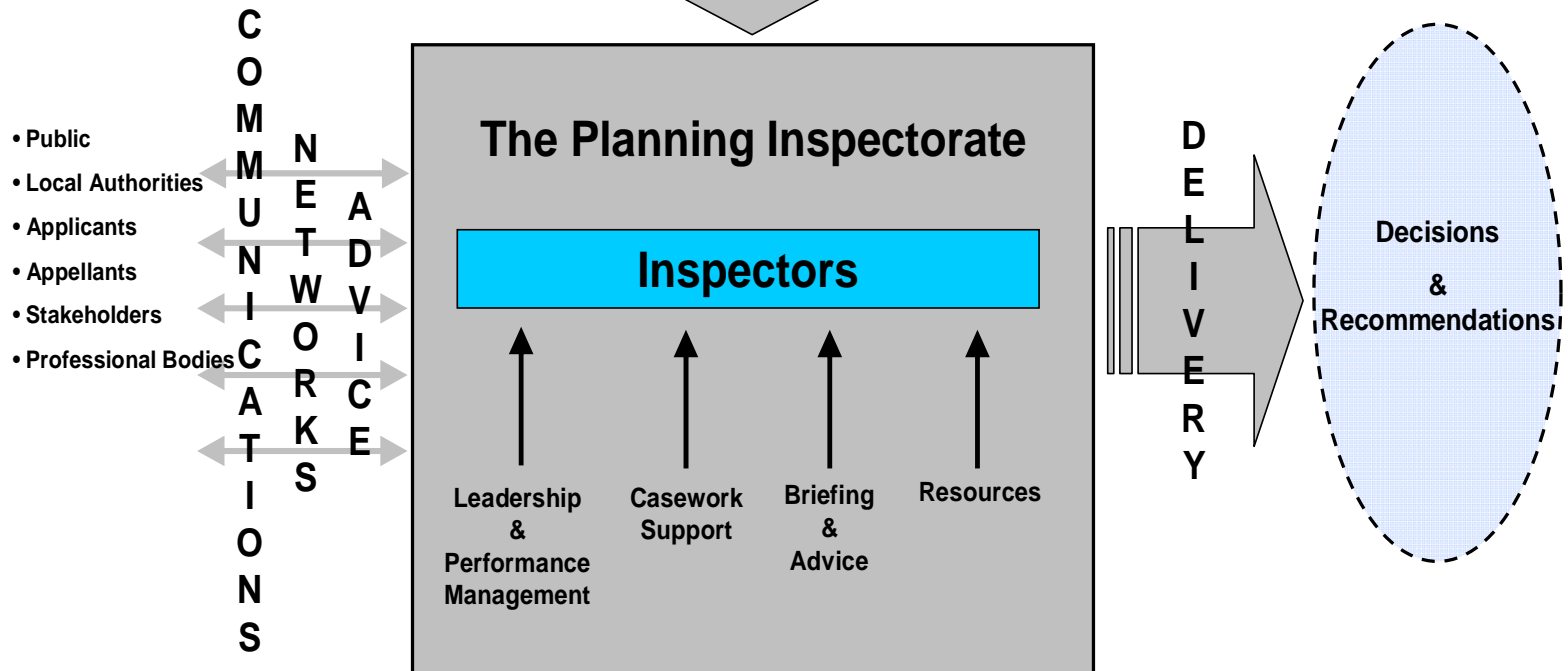 • Public
• Local Authorities
• Applicants
• Appellants
• Stakeholders
• Professional Bodies
COMMUNICATIONS
NETWORKS
ADVICE
The Planning Inspectorate
Inspectors
Leadership
&
Performance
Management
Casework
Support
Briefing
&
Advice
Resources
DELIVERY
Decisions
&
Recommendations